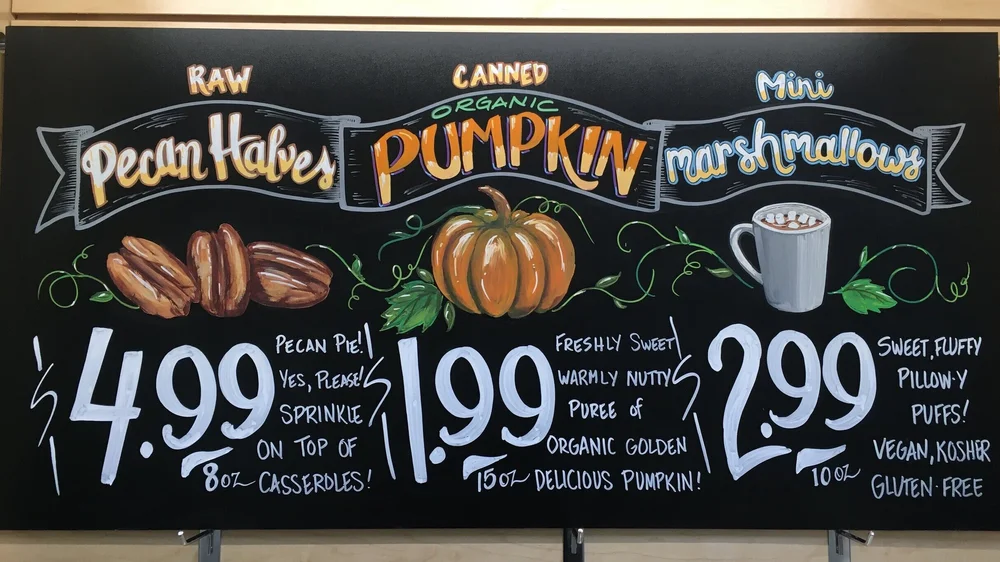 RAW
Pecan Halves
$4.99
8oz
PECAN PIE!
YES, PLEASE!
SPRINKLE
ON TOP OF
CASSEROLES!
CANNED
ORGANIC
PUMPKIN
$1.99
15oz
FRESHLY SWEET
WARMLY NUTTY
PUREE of
ORGANIC GOLDEN
DELICIOUS PUMPKIN!
Mini
marshmallows
$2.99
10oz
SWEET, FLUFFY
PILLOW-Y
PUFFS!
VEGAN, KOSHER
GLUTEN-FREE